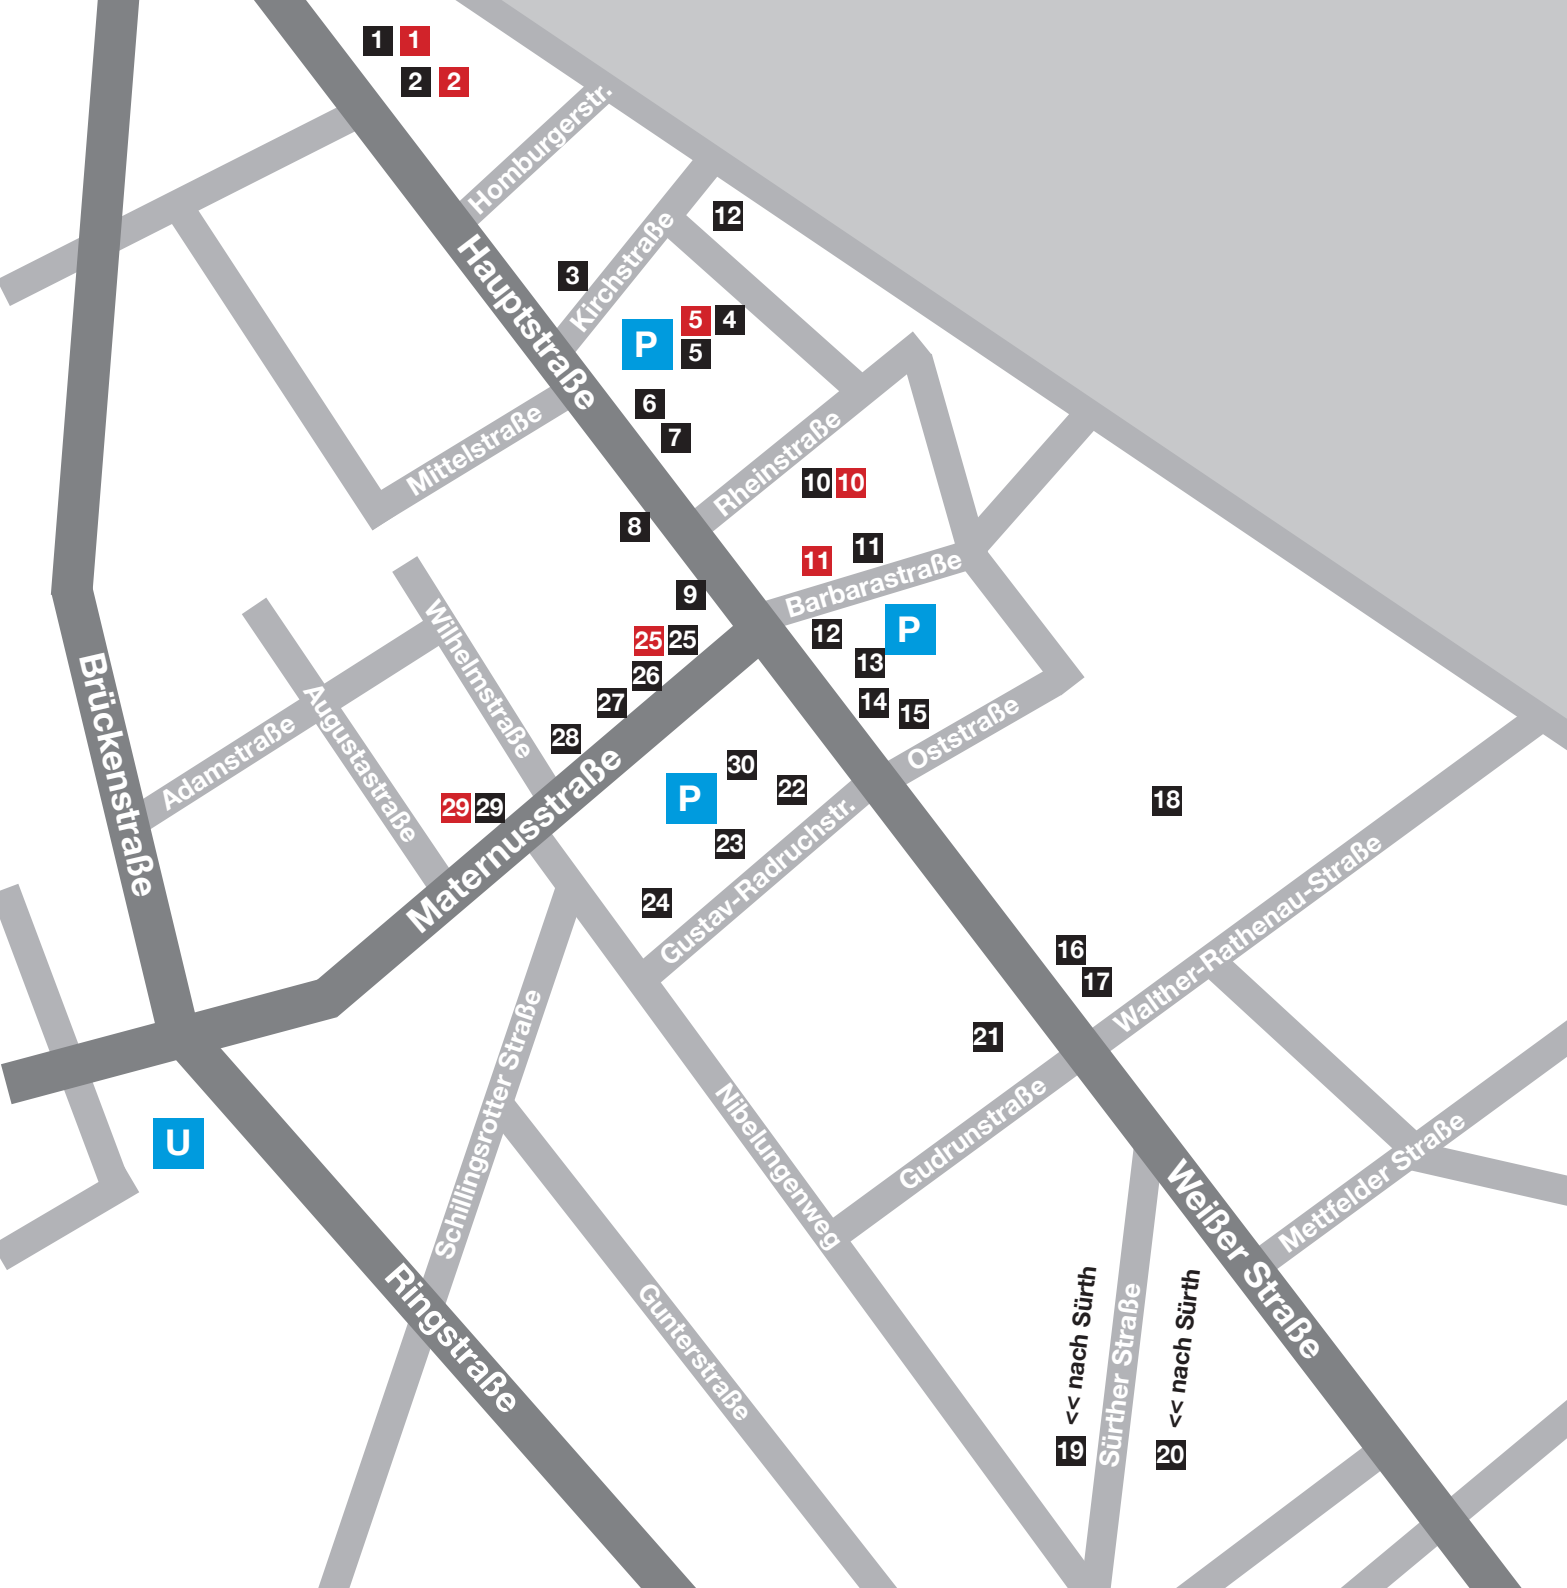 1 1
2 2
Homburgerstr.
12
Kirchstraße
3
Hauptstraße
5 4
P
5
6
7
Mittelstraße
Rheinstraße
10 10
8
11
11
Barbarastraße
9
12
P
25 25
13
26
14
15
27
28
Oststraße
Wilhelmstraße
Augustastraße
Adamstraße
Brückenstraße
30
P
22
23
29 29
Maternusstraße
24
Gustav-Radruchstr.
18
16
17
Walther-Rathenau-Straße
21
Gudrunstraße
Schillingsrotter Straße
Nibelungenweg
U
Mettfelder Straße
Weißer Straße
Ringstraße
Gunterstraße
<< nach Sürth
Sürther Straße
<< nach Sürth
19
20